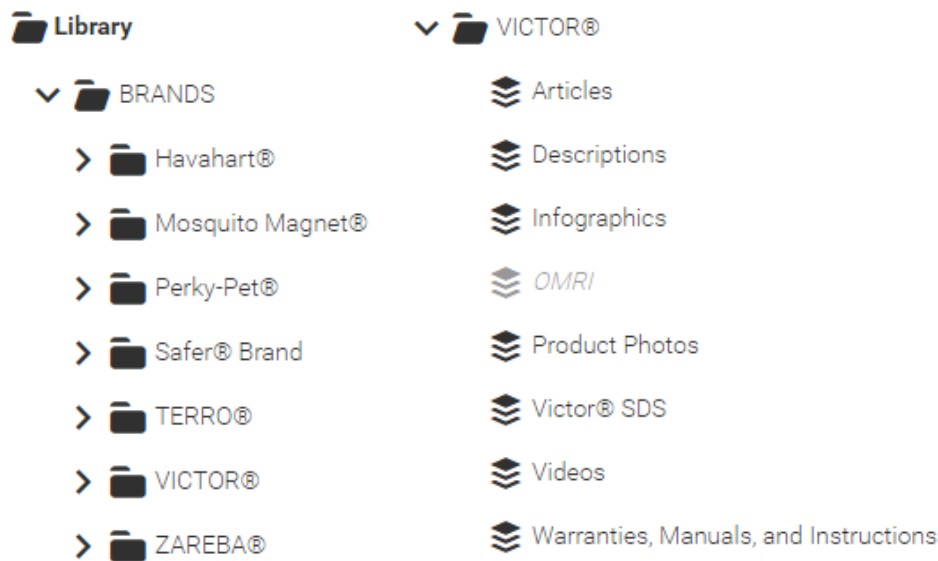 Library
BRANDS
Havahart®
Mosquito Magnet®
Perky-Pet®
Safer® Brand
TERRO®
VICTOR®
ZAREBA®
VICTOR®
Articles
Descriptions
Infographics
OMRI
Product Photos
Victor® SDS
Videos
Warranties, Manuals, and Instructions